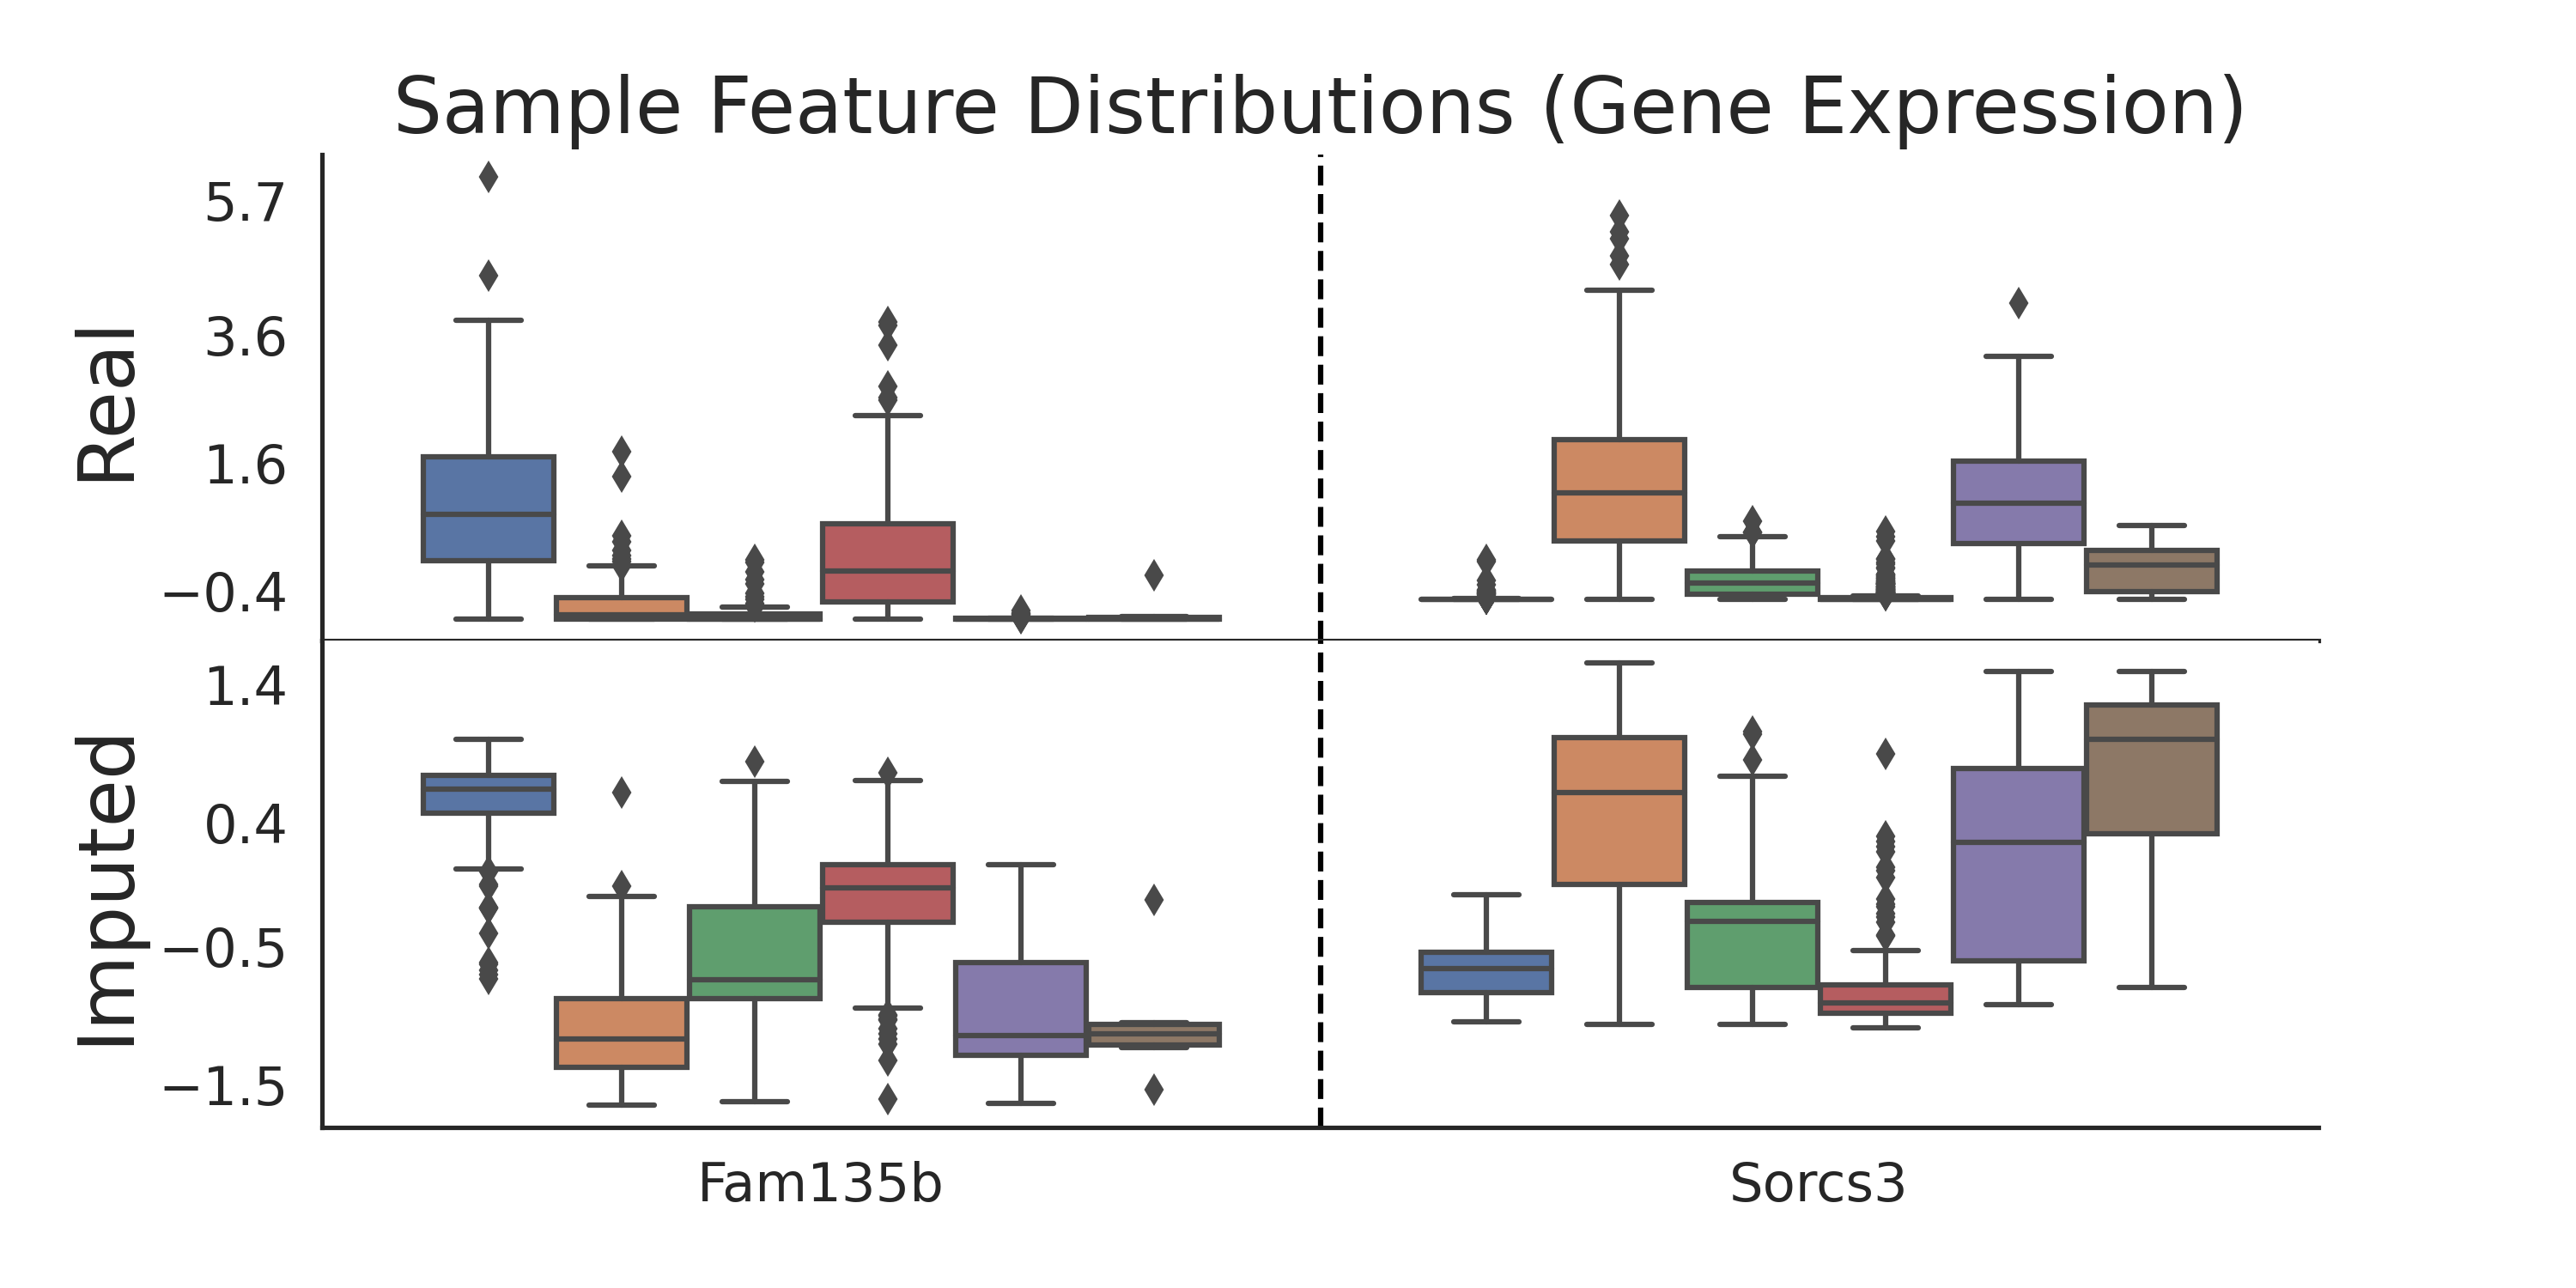 Sample Feature Distributions (Gene Expression)
Real
5.7
3.6
1.6
−0.4
Imputed
1.4
0.4
−0.5
−1.5
Fam135b
Sorcs3